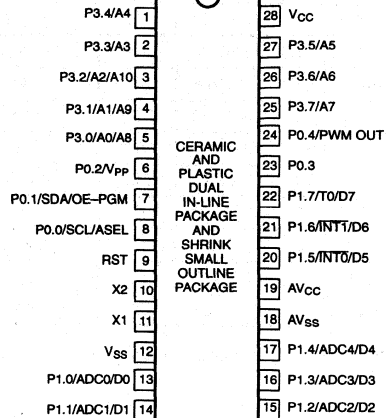 P3.4/A4 1
P3.3/A3 2
P3.2/A2/A10 3
P3.1/A1/A9 4
P3.0/A0/A8 5
P0.2/VPP 6
P0.1/SDA/OE–PGM 7
P0.0/SCL/ASEL 8
RST 9
X2 10
X1 11
VSS 12
P1.0/ADC0/D0 13
P1.1/ADC1/D1 14
CERAMIC
AND
PLASTIC
DUAL
IN-LINE
PACKAGE
AND
SHRINK
SMALL
OUTLINE
PACKAGE
28 VCC
27 P3.5/A5
26 P3.6/A6
25 P3.7/A7
24 P0.4/PWM OUT
23 P0.3
22 P1.7/T0/D7
21 P1.6/INT1/D6
20 P1.5/INT0/D5
19 AVCC
18 AVSS
17 P1.4/ADC4/D4
16 P1.3/ADC3/D3
15 P1.2/ADC2/D2